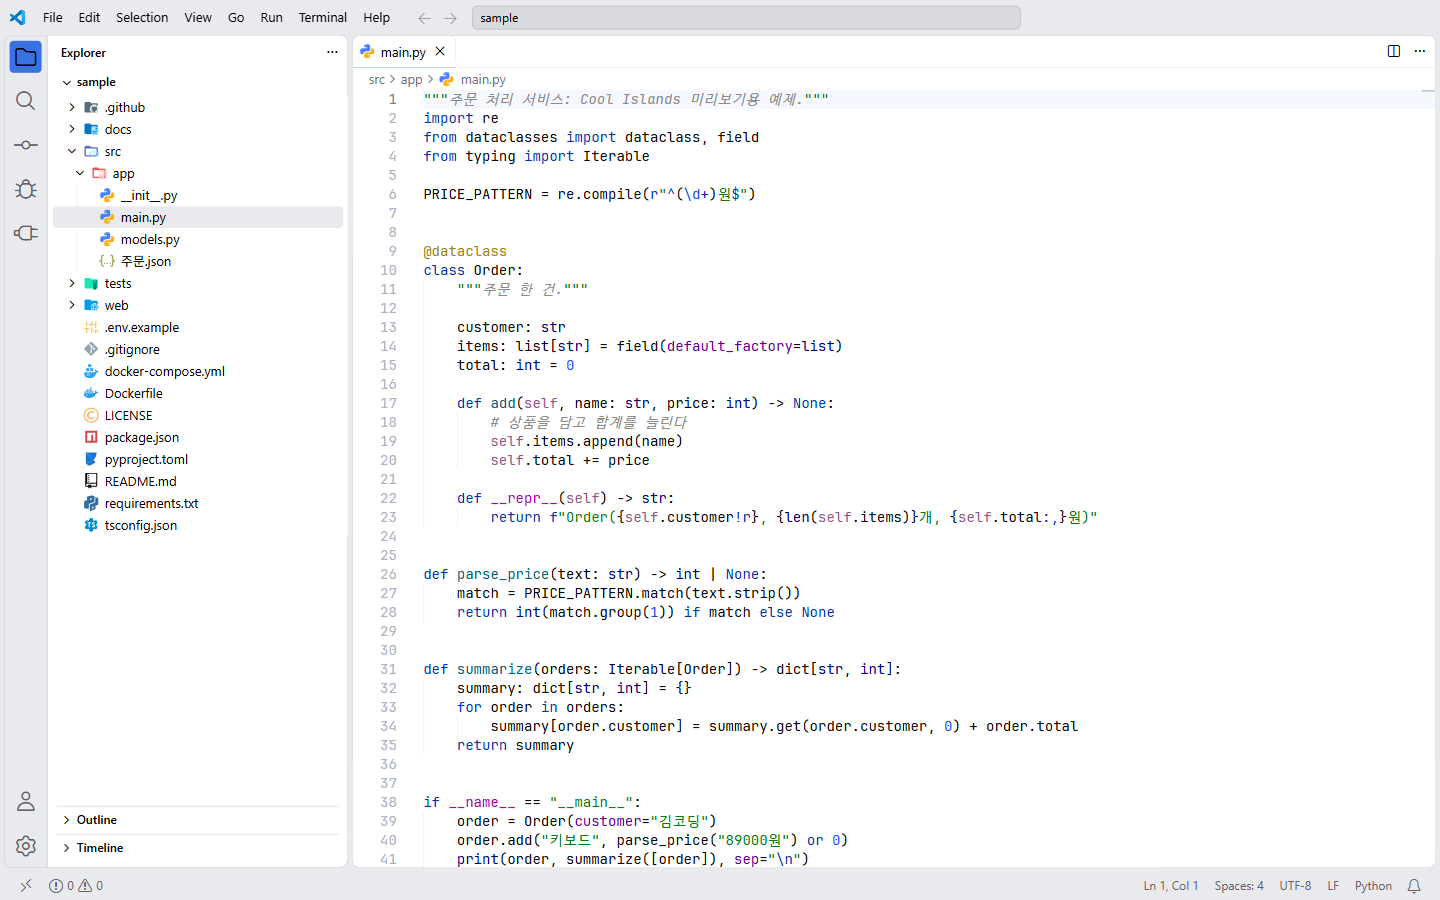 File Edit Selection View Go Run Terminal Help
sample
Explorer
sample
.github
docs
src
app
__init__.py
main.py
models.py
주문.json
tests
web
.env.example
.gitignore
docker-compose.yml
Dockerfile
LICENSE
package.json
pyproject.toml
README.md
requirements.txt
tsconfig.json
Outline
Timeline
main.py
src > app > main.py
1 """주문 처리 서비스: Cool Islands 미리보기용 예제."""
2 import re
3 from dataclasses import dataclass, field
4 from typing import Iterable
5
6 PRICE_PATTERN = re.compile(r"^(\d+)원$")
7
8
9 @dataclass
10 class Order:
11     """주문 한 건."""
12
13     customer: str
14     items: list[str] = field(default_factory=list)
15     total: int = 0
16
17     def add(self, name: str, price: int) -> None:
18         # 상품을 담고 합계를 늘린다
19         self.items.append(name)
20         self.total += price
21
22     def __repr__(self) -> str:
23         return f"Order({self.customer!r}, {len(self.items)}개, {self.total:,}원)"
24
25
26 def parse_price(text: str) -> int | None:
27     match = PRICE_PATTERN.match(text.strip())
28     return int(match.group(1)) if match else None
29
30
31 def summarize(orders: Iterable[Order]) -> dict[str, int]:
32     summary: dict[str, int] = {}
33     for order in orders:
34         summary[order.customer] = summary.get(order.customer, 0) + order.total
35     return summary
36
37
38 if __name__ == "__main__":
39     order = Order(customer="김코딩")
40     order.add("키보드", parse_price("89000원") or 0)
41     print(order, summarize([order]), sep="\n")
0 0
Ln 1, Col 1 Spaces: 4 UTF-8 LF Python